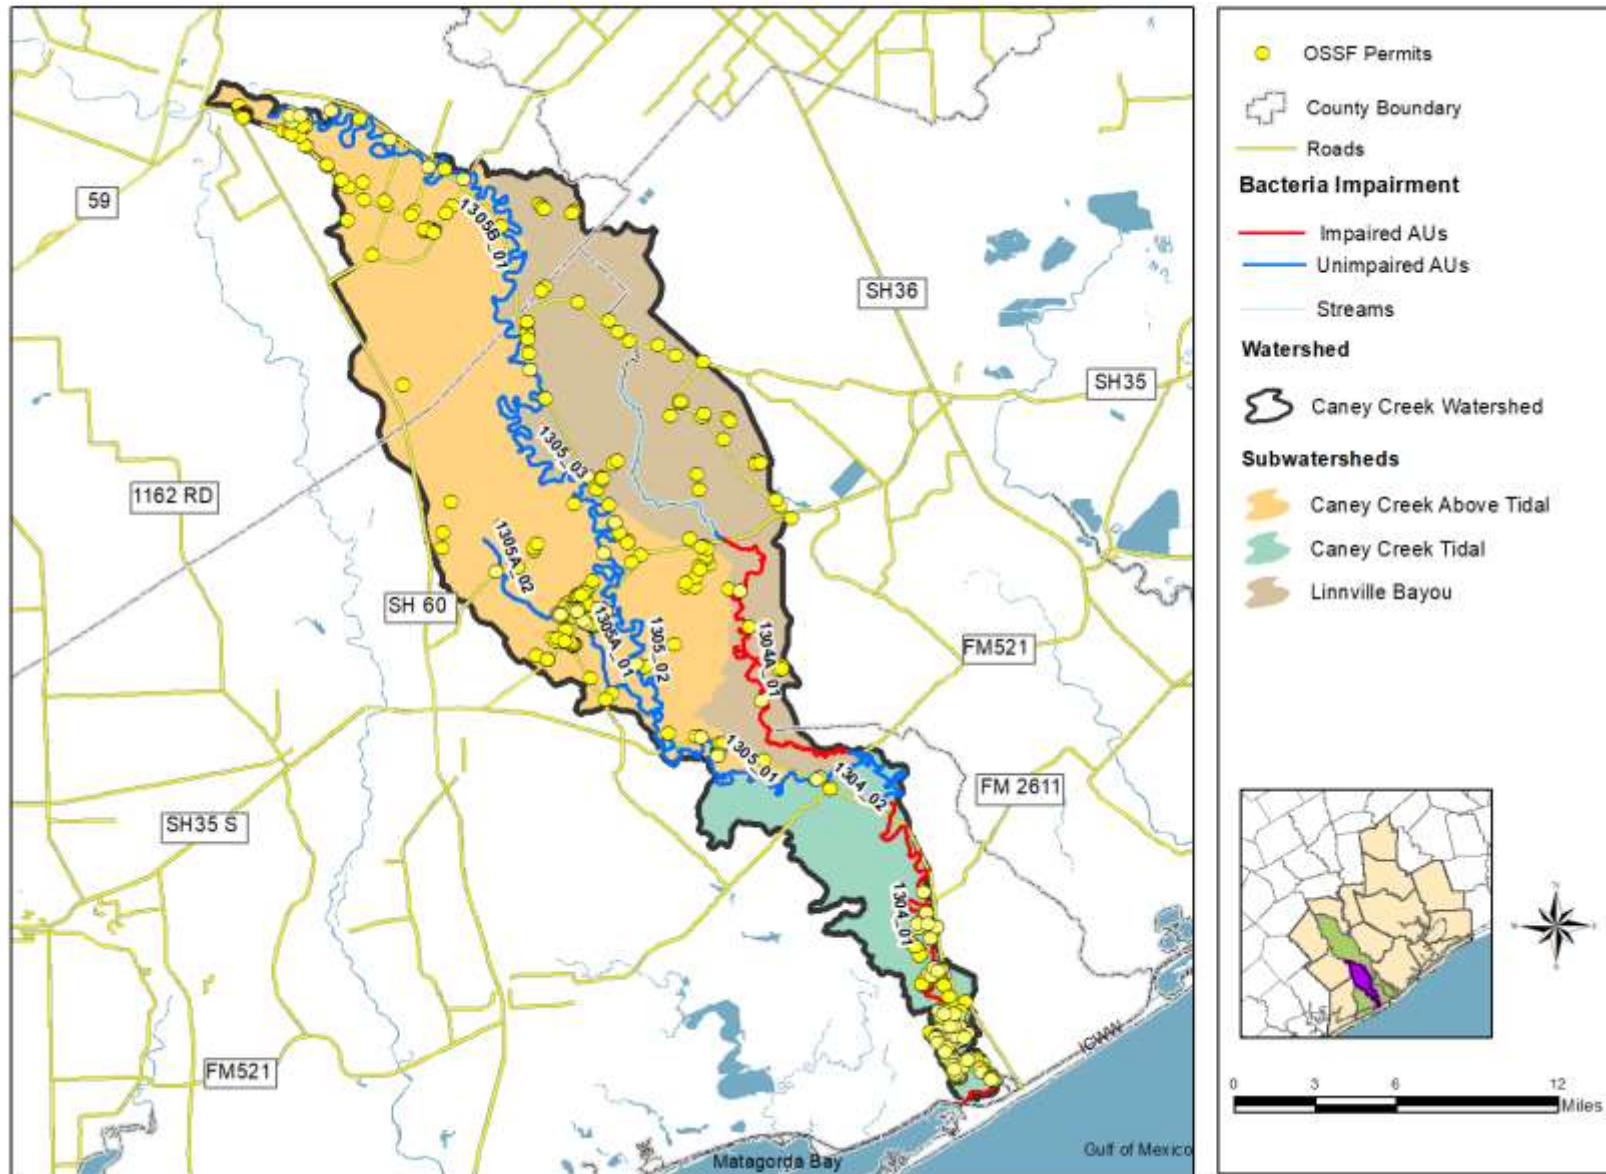 59
SH36
SH35
1162 RD
SH 60
FM521
FM 2611
SH35 S
FM521
1305B_01
1305_03
1305A_02
1305A_01
1305_02
1304A_01
1305_01
1304_02
1304_01
ICWW
Matagorda Bay
Gulf of Mexico
OSSF Permits
County Boundary
Roads
Bacteria Impairment
Impaired AUs
Unimpaired AUs
Streams
Watershed
Caney Creek Watershed
Subwatersheds
Caney Creek Above Tidal
Caney Creek Tidal
Linnville Bayou
0 3 6 12
Miles